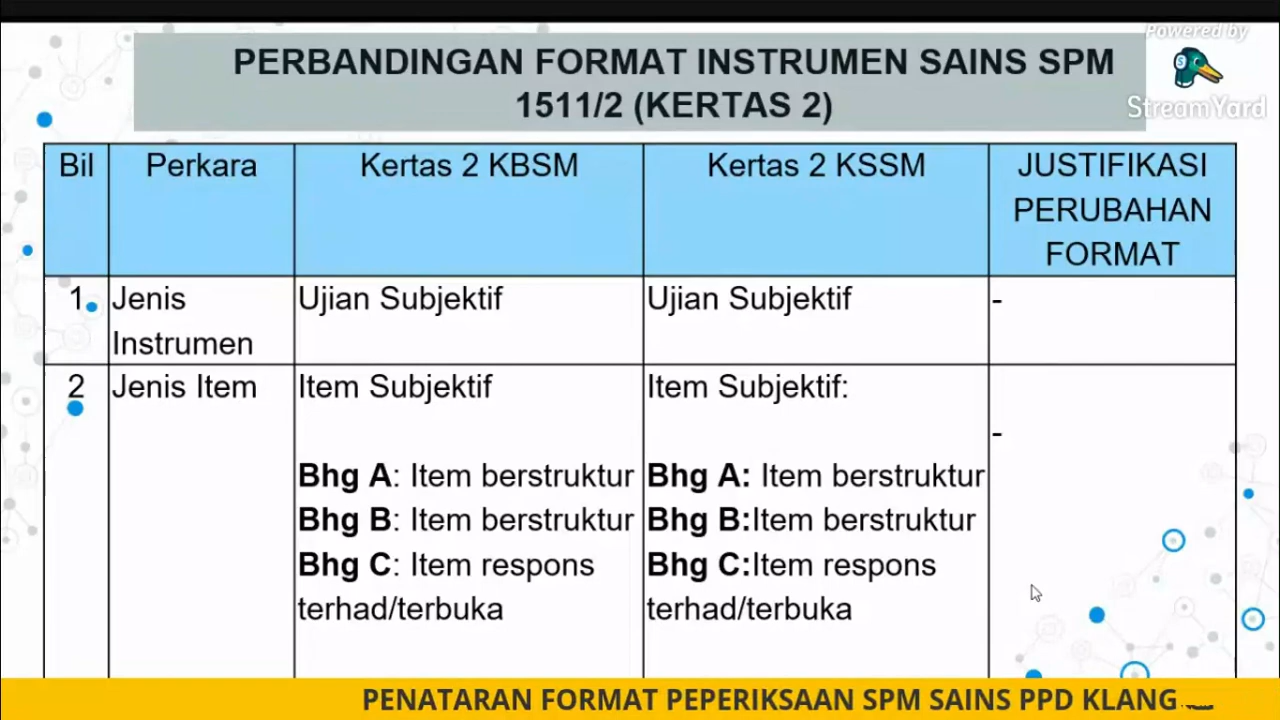 Powered by
StreamYard
PERBANDINGAN FORMAT INSTRUMEN SAINS SPM
1511/2 (KERTAS 2)
Bil
Perkara
Kertas 2 KBSM
Kertas 2 KSSM
JUSTIFIKASI
PERUBAHAN
FORMAT
1
Jenis
Instrumen
Ujian Subjektif
Ujian Subjektif
-
2
Jenis Item
Item Subjektif
Bhg A: Item berstruktur
Bhg B: Item berstruktur
Bhg C: Item respons
terhad/terbuka
Item Subjektif:
Bhg A: Item berstruktur
Bhg B:Item berstruktur
Bhg C:Item respons
terhad/terbuka
-
PENATARAN FORMAT PEPERIKSAAN SPM SAINS PPD KLANG